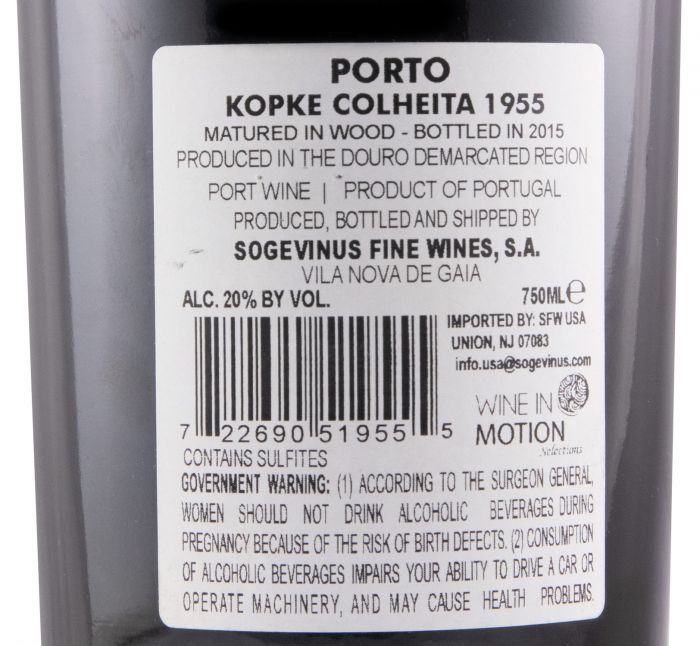 PORTO
KOPKE COLHEITA 1955
MATURED IN WOOD - BOTTLED IN 2015
PRODUCED IN THE DOURO DEMARCATED REGION
PORT WINE | PRODUCT OF PORTUGAL
PRODUCED, BOTTLED AND SHIPPED BY
SOGEVINUS FINE WINES, S.A.
VILA NOVA DE GAIA
ALC. 20% BY VOL. 750ML ℮
IMPORTED BY: SFW USA
UNION, NJ 07083
info.usa@sogevinus.com
WINE IN
MOTION
Selections
7 22690 51955 5
CONTAINS SULFITES
GOVERNMENT WARNING: (1) ACCORDING TO THE SURGEON GENERAL,
WOMEN SHOULD NOT DRINK ALCOHOLIC BEVERAGES DURING
PREGNANCY BECAUSE OF THE RISK OF BIRTH DEFECTS. (2) CONSUMPTION
OF ALCOHOLIC BEVERAGES IMPAIRS YOUR ABILITY TO DRIVE A CAR OR
OPERATE MACHINERY, AND MAY CAUSE HEALTH PROBLEMS.